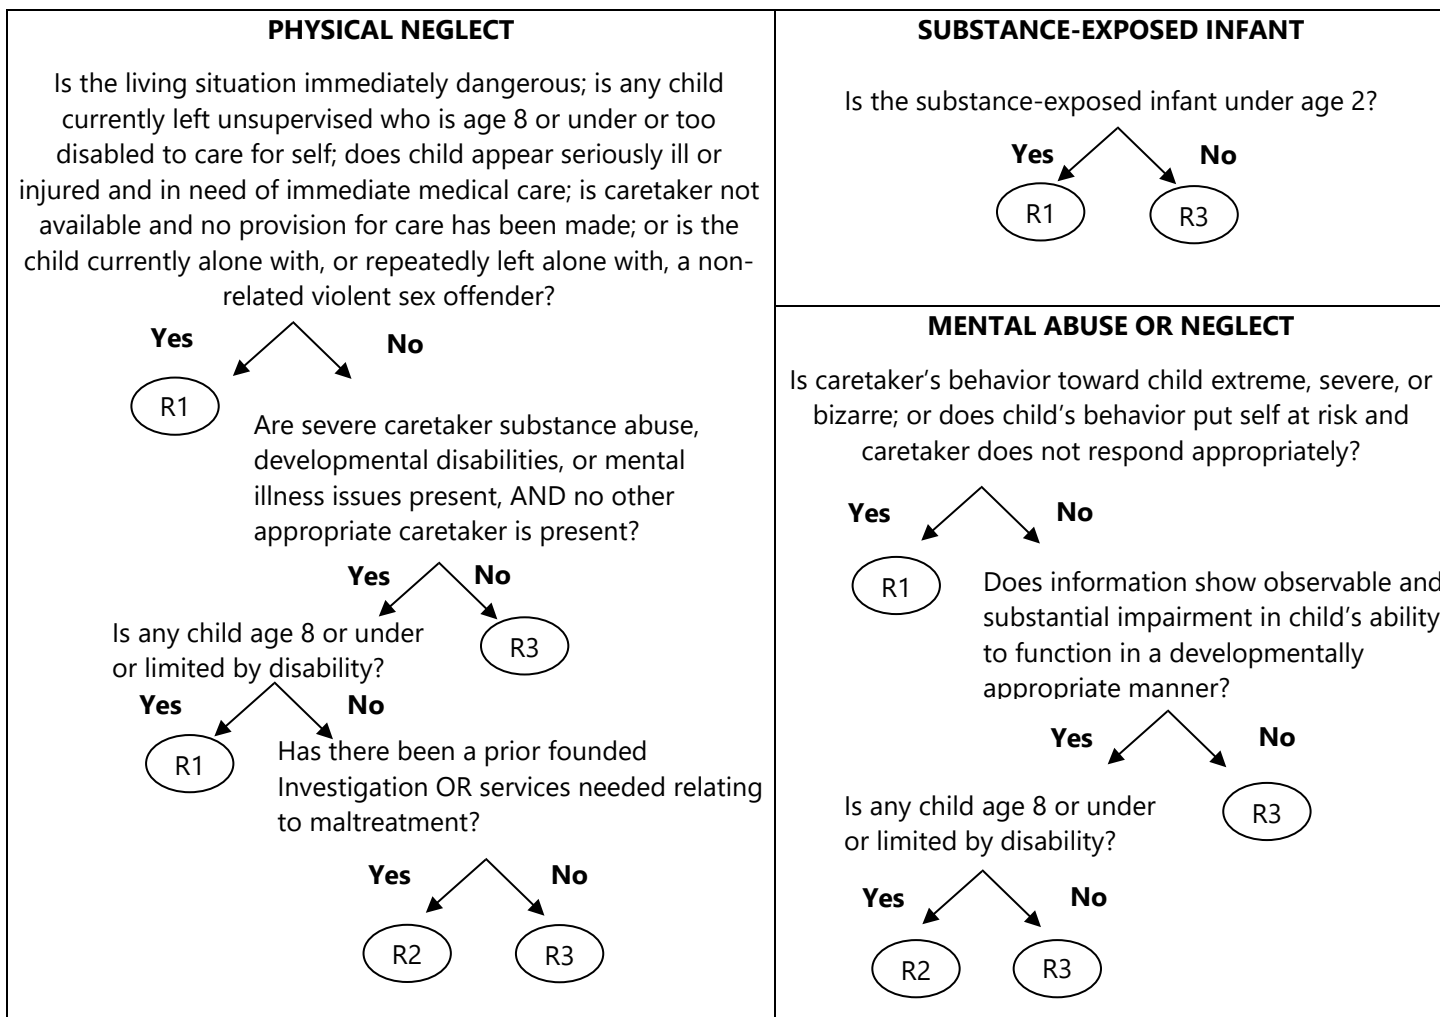 PHYSICAL NEGLECT
Is the living situation immediately dangerous; is any child
currently left unsupervised who is age 8 or under or too
disabled to care for self; does child appear seriously ill or
injured and in need of immediate medical care; is caretaker not
available and no provision for care has been made; or is the
child currently alone with, or repeatedly left alone with, a non-
related violent sex offender?
Yes
No
R1
Are severe caretaker substance abuse,
developmental disabilities, or mental
illness issues present, AND no other
appropriate caretaker is present?
Yes
No
Is any child age 8 or under
or limited by disability?
R3
Yes
No
R1
Has there been a prior founded
Investigation OR services needed relating
to maltreatment?
Yes
No
R2
R3
SUBSTANCE-EXPOSED INFANT
Is the substance-exposed infant under age 2?
Yes
No
R1
R3
MENTAL ABUSE OR NEGLECT
Is caretaker’s behavior toward child extreme, severe, or
bizarre; or does child’s behavior put self at risk and
caretaker does not respond appropriately?
Yes
No
R1
Does information show observable and
substantial impairment in child’s ability
to function in a developmentally
appropriate manner?
Yes
No
Is any child age 8 or under
or limited by disability?
R3
Yes
No
R2
R3